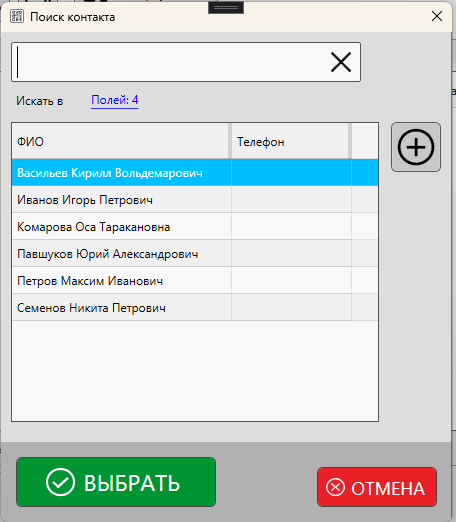 Поиск контакта
Искать в Полей: 4
ФИО Телефон
Васильев Кирилл Вольдемарович
Иванов Игорь Петрович
Комарова Оса Таракановна
Павшуков Юрий Александрович
Петров Максим Иванович
Семенов Никита Петрович
ВЫБРАТЬ
ОТМЕНА